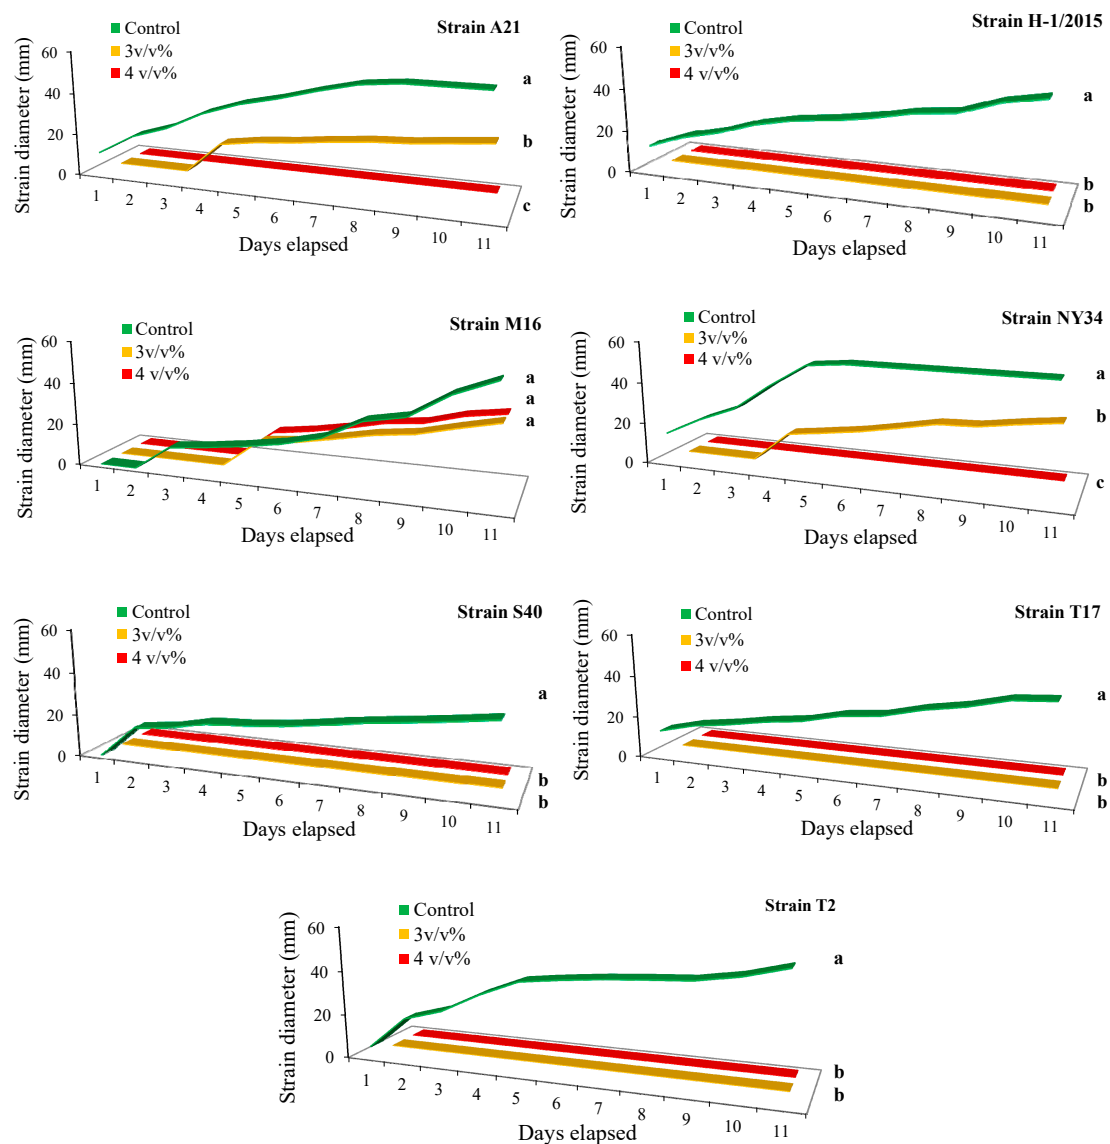 Strain A21
Control
3v/v%
4 v/v%
Strain diameter (mm)
60
40
20
0
a
b
c
1 2 3 4 5 6 7 8 9 10 11
Days elapsed
Strain H-1/2015
Control
3v/v%
4 v/v%
Strain diameter (mm)
60
40
20
0
a
b
b
1 2 3 4 5 6 7 8 9 10 11
Days elapsed
Strain M16
Control
3v/v%
4 v/v%
Strain diameter (mm)
60
40
20
0
a
a
a
1 2 3 4 5 6 7 8 9 10 11
Days elapsed
Strain NY34
Control
3v/v%
4 v/v%
Strain diameter (mm)
60
40
20
0
a
b
c
1 2 3 4 5 6 7 8 9 10 11
Days elapsed
Strain S40
Control
3v/v%
4 v/v%
Strain diameter (mm)
60
40
20
0
a
b
b
1 2 3 4 5 6 7 8 9 10 11
Days elapsed
Strain T17
Control
3v/v%
4 v/v%
Strain diameter (mm)
60
40
20
0
a
b
b
1 2 3 4 5 6 7 8 9 10 11
Days elapsed
Strain T2
Control
3v/v%
4 v/v%
Strain diameter (mm)
60
40
20
0
a
b
b
1 2 3 4 5 6 7 8 9 10 11
Days elapsed